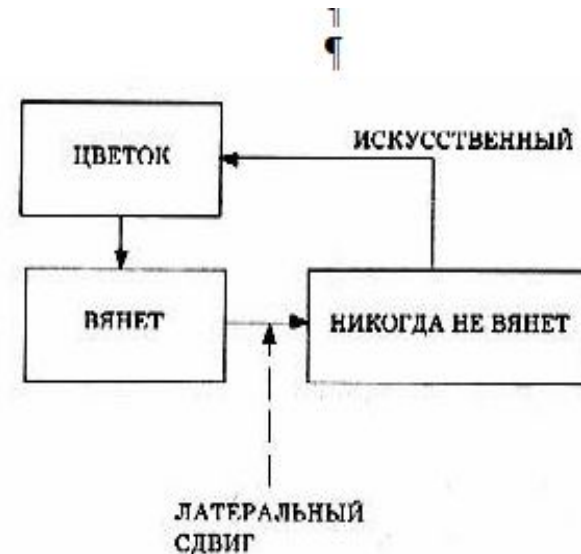 ¶
¶
ЦВЕТОК
ИСКУССТВЕННЫЙ
ВЯНЕТ
НИКОГДА НЕ ВЯНЕТ
ЛАТЕРАЛЬНЫЙ
СДВИГ